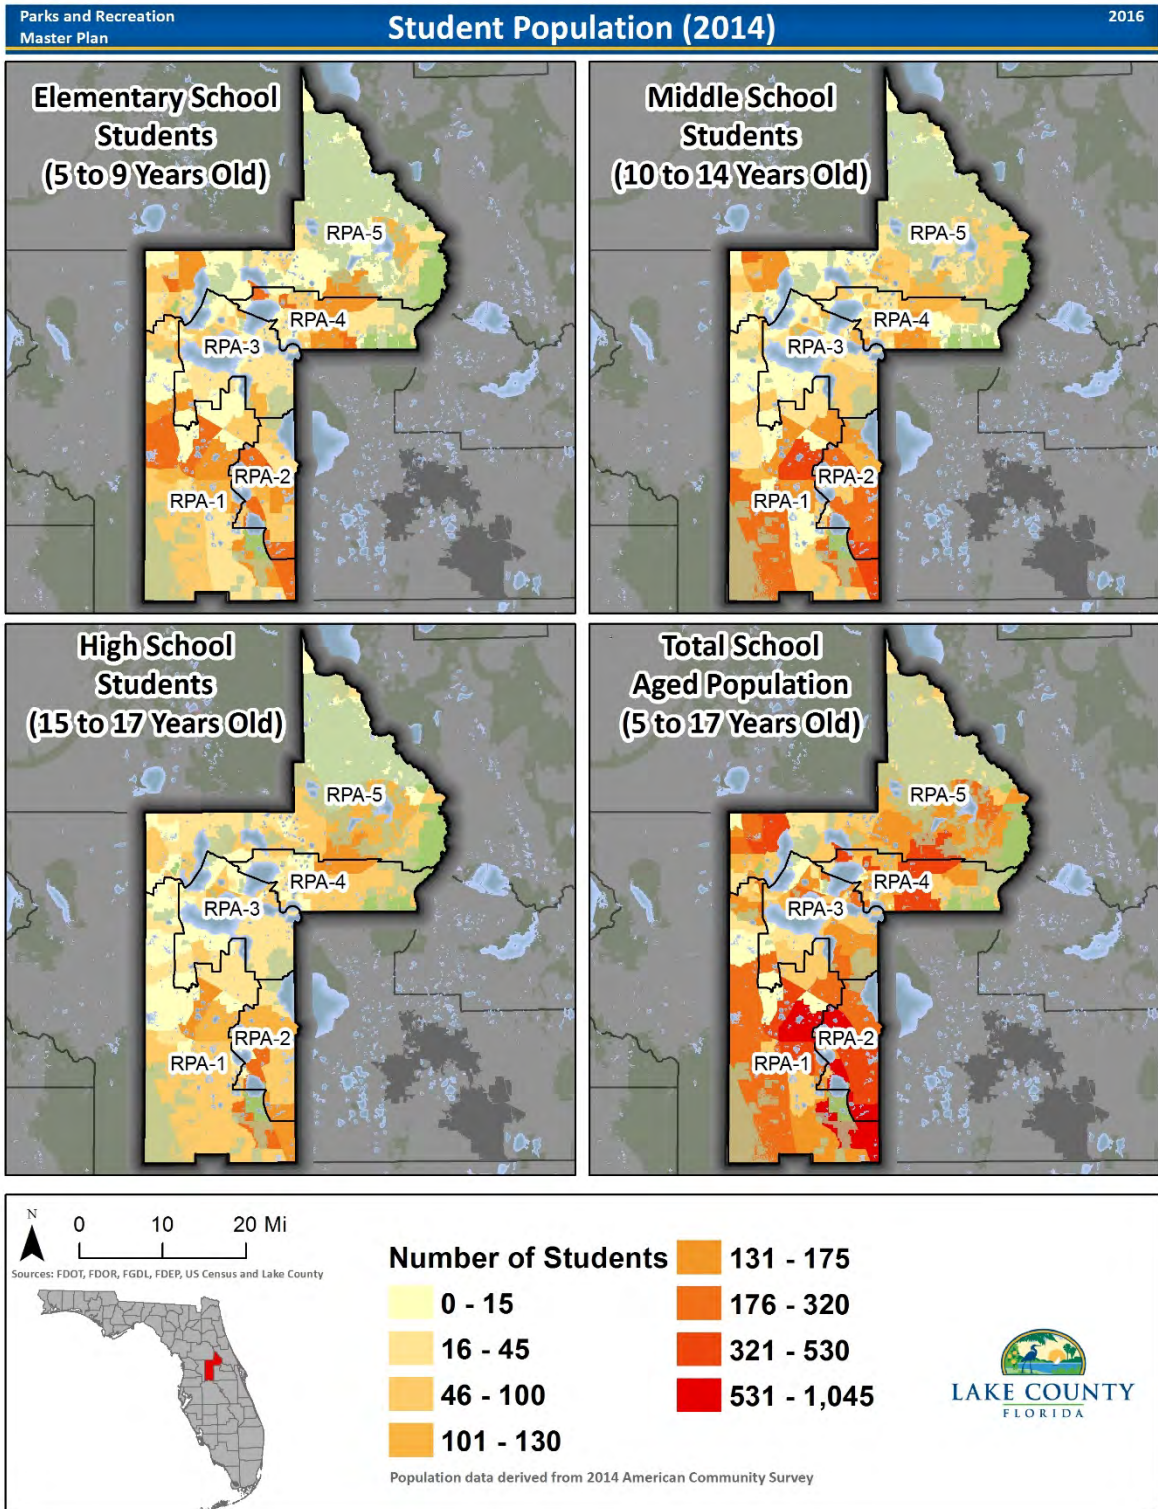 Parks and Recreation
Master Plan
Student Population (2014)
2016
Elementary School
Students
(5 to 9 Years Old)
RPA-5
RPA-4
RPA-3
RPA-2
RPA-1
Middle School
Students
(10 to 14 Years Old)
RPA-5
RPA-4
RPA-3
RPA-2
RPA-1
High School
Students
(15 to 17 Years Old)
RPA-5
RPA-4
RPA-3
RPA-2
RPA-1
Total School
Aged Population
(5 to 17 Years Old)
RPA-5
RPA-4
RPA-3
RPA-2
RPA-1
N
0 10 20 Mi
Sources: FDOT, FDOR, FGDL, FDEP, US Census and Lake County
Number of Students
0 - 15
16 - 45
46 - 100
101 - 130
131 - 175
176 - 320
321 - 530
531 - 1,045
Population data derived from 2014 American Community Survey
LAKE COUNTY
FLORIDA